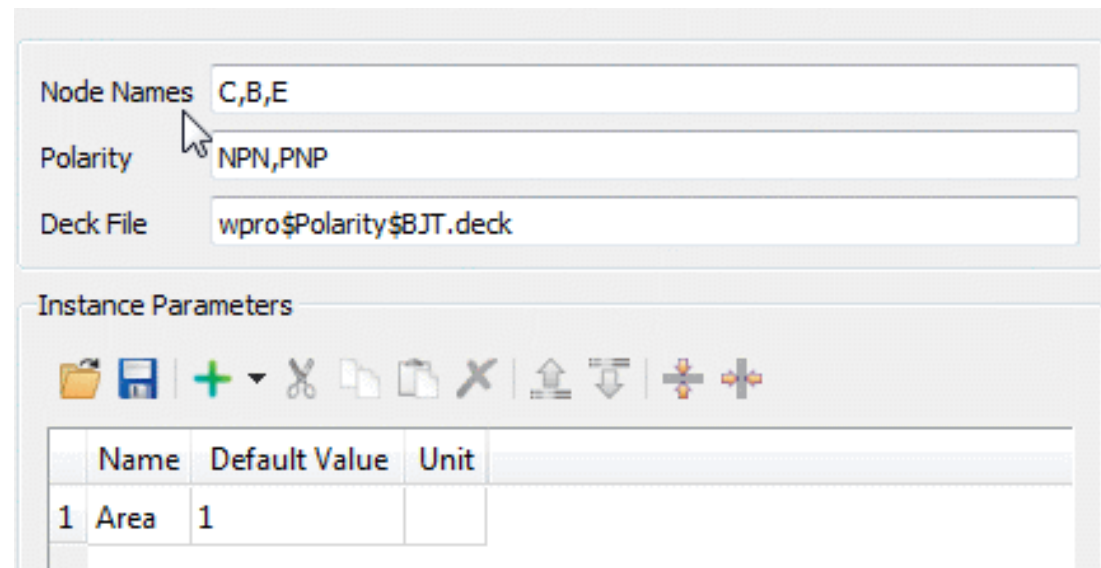 Node Names C,B,E
Polarity NPN,PNP
Deck File wpro$Polarity$BJT.deck
Instance Parameters
Name Default Value Unit
1 Area 1